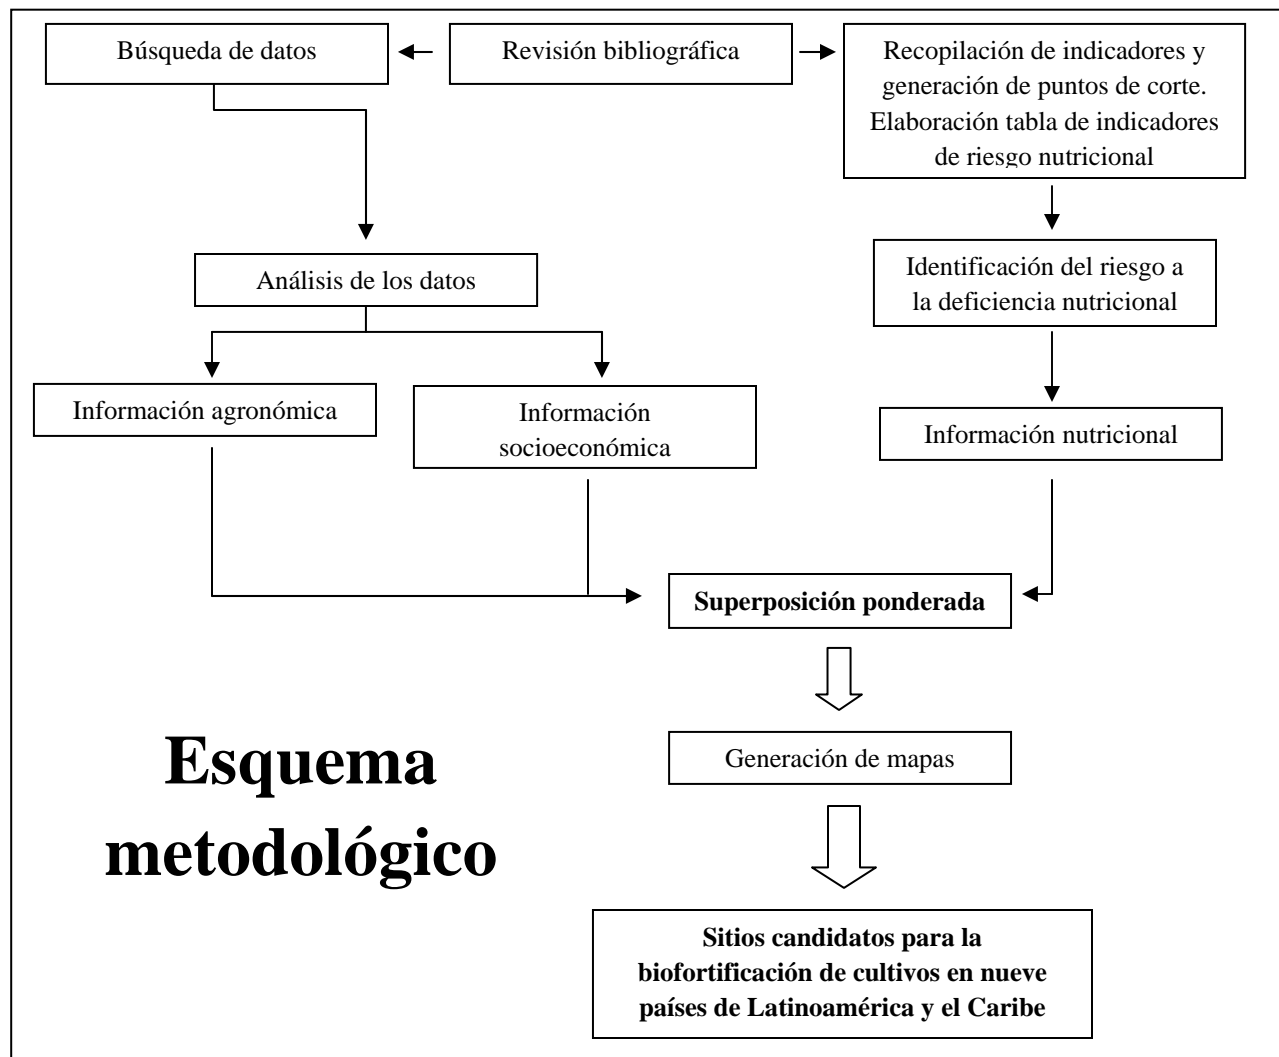 Búsqueda de datos
Revisión bibliográfica
Recopilación de indicadores y
generación de puntos de corte.
Elaboración tabla de indicadores
de riesgo nutricional
Análisis de los datos
Identificación del riesgo a
la deficiencia nutricional
Información agronómica
Información
socioeconómica
Información nutricional
Superposición ponderada
Generación de mapas
Esquema
metodológico
Sitios candidatos para la
biofortificación de cultivos en nueve
países de Latinoamérica y el Caribe